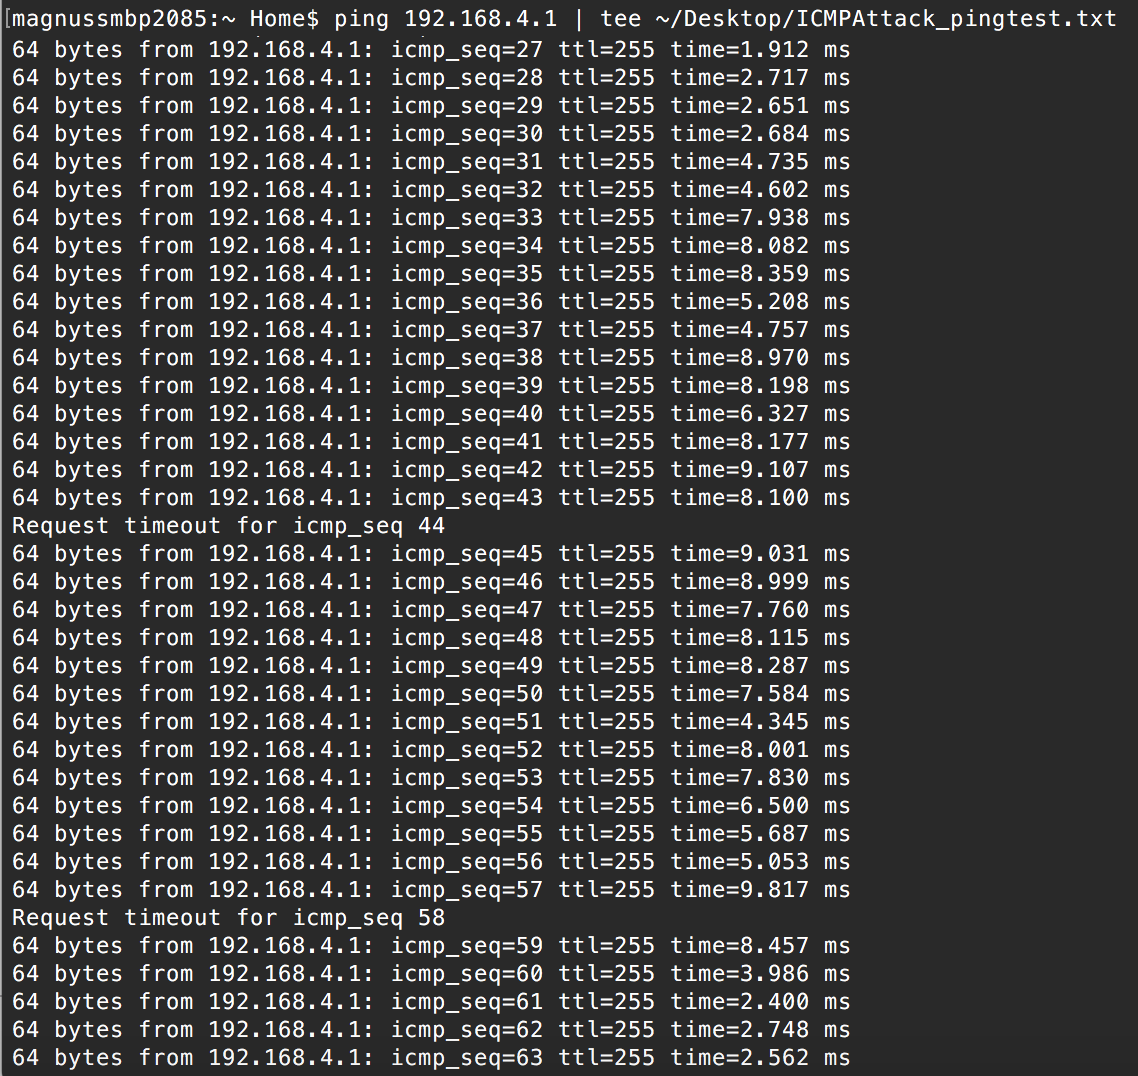 [magnussmbp2085:~ Home$ ping 192.168.4.1 | tee ~/Desktop/ICMPAttack_pingtest.txt
64 bytes from 192.168.4.1: icmp_seq=27 ttl=255 time=1.912 ms
64 bytes from 192.168.4.1: icmp_seq=28 ttl=255 time=2.717 ms
64 bytes from 192.168.4.1: icmp_seq=29 ttl=255 time=2.651 ms
64 bytes from 192.168.4.1: icmp_seq=30 ttl=255 time=2.684 ms
64 bytes from 192.168.4.1: icmp_seq=31 ttl=255 time=4.735 ms
64 bytes from 192.168.4.1: icmp_seq=32 ttl=255 time=4.602 ms
64 bytes from 192.168.4.1: icmp_seq=33 ttl=255 time=7.938 ms
64 bytes from 192.168.4.1: icmp_seq=34 ttl=255 time=8.082 ms
64 bytes from 192.168.4.1: icmp_seq=35 ttl=255 time=8.359 ms
64 bytes from 192.168.4.1: icmp_seq=36 ttl=255 time=5.208 ms
64 bytes from 192.168.4.1: icmp_seq=37 ttl=255 time=4.757 ms
64 bytes from 192.168.4.1: icmp_seq=38 ttl=255 time=8.970 ms
64 bytes from 192.168.4.1: icmp_seq=39 ttl=255 time=8.198 ms
64 bytes from 192.168.4.1: icmp_seq=40 ttl=255 time=6.327 ms
64 bytes from 192.168.4.1: icmp_seq=41 ttl=255 time=8.177 ms
64 bytes from 192.168.4.1: icmp_seq=42 ttl=255 time=9.107 ms
64 bytes from 192.168.4.1: icmp_seq=43 ttl=255 time=8.100 ms
Request timeout for icmp_seq 44
64 bytes from 192.168.4.1: icmp_seq=45 ttl=255 time=9.031 ms
64 bytes from 192.168.4.1: icmp_seq=46 ttl=255 time=8.999 ms
64 bytes from 192.168.4.1: icmp_seq=47 ttl=255 time=7.760 ms
64 bytes from 192.168.4.1: icmp_seq=48 ttl=255 time=8.115 ms
64 bytes from 192.168.4.1: icmp_seq=49 ttl=255 time=8.287 ms
64 bytes from 192.168.4.1: icmp_seq=50 ttl=255 time=7.584 ms
64 bytes from 192.168.4.1: icmp_seq=51 ttl=255 time=4.345 ms
64 bytes from 192.168.4.1: icmp_seq=52 ttl=255 time=8.001 ms
64 bytes from 192.168.4.1: icmp_seq=53 ttl=255 time=7.830 ms
64 bytes from 192.168.4.1: icmp_seq=54 ttl=255 time=6.500 ms
64 bytes from 192.168.4.1: icmp_seq=55 ttl=255 time=5.687 ms
64 bytes from 192.168.4.1: icmp_seq=56 ttl=255 time=5.053 ms
64 bytes from 192.168.4.1: icmp_seq=57 ttl=255 time=9.817 ms
Request timeout for icmp_seq 58
64 bytes from 192.168.4.1: icmp_seq=59 ttl=255 time=8.457 ms
64 bytes from 192.168.4.1: icmp_seq=60 ttl=255 time=3.986 ms
64 bytes from 192.168.4.1: icmp_seq=61 ttl=255 time=2.400 ms
64 bytes from 192.168.4.1: icmp_seq=62 ttl=255 time=2.748 ms
64 bytes from 192.168.4.1: icmp_seq=63 ttl=255 time=2.562 ms